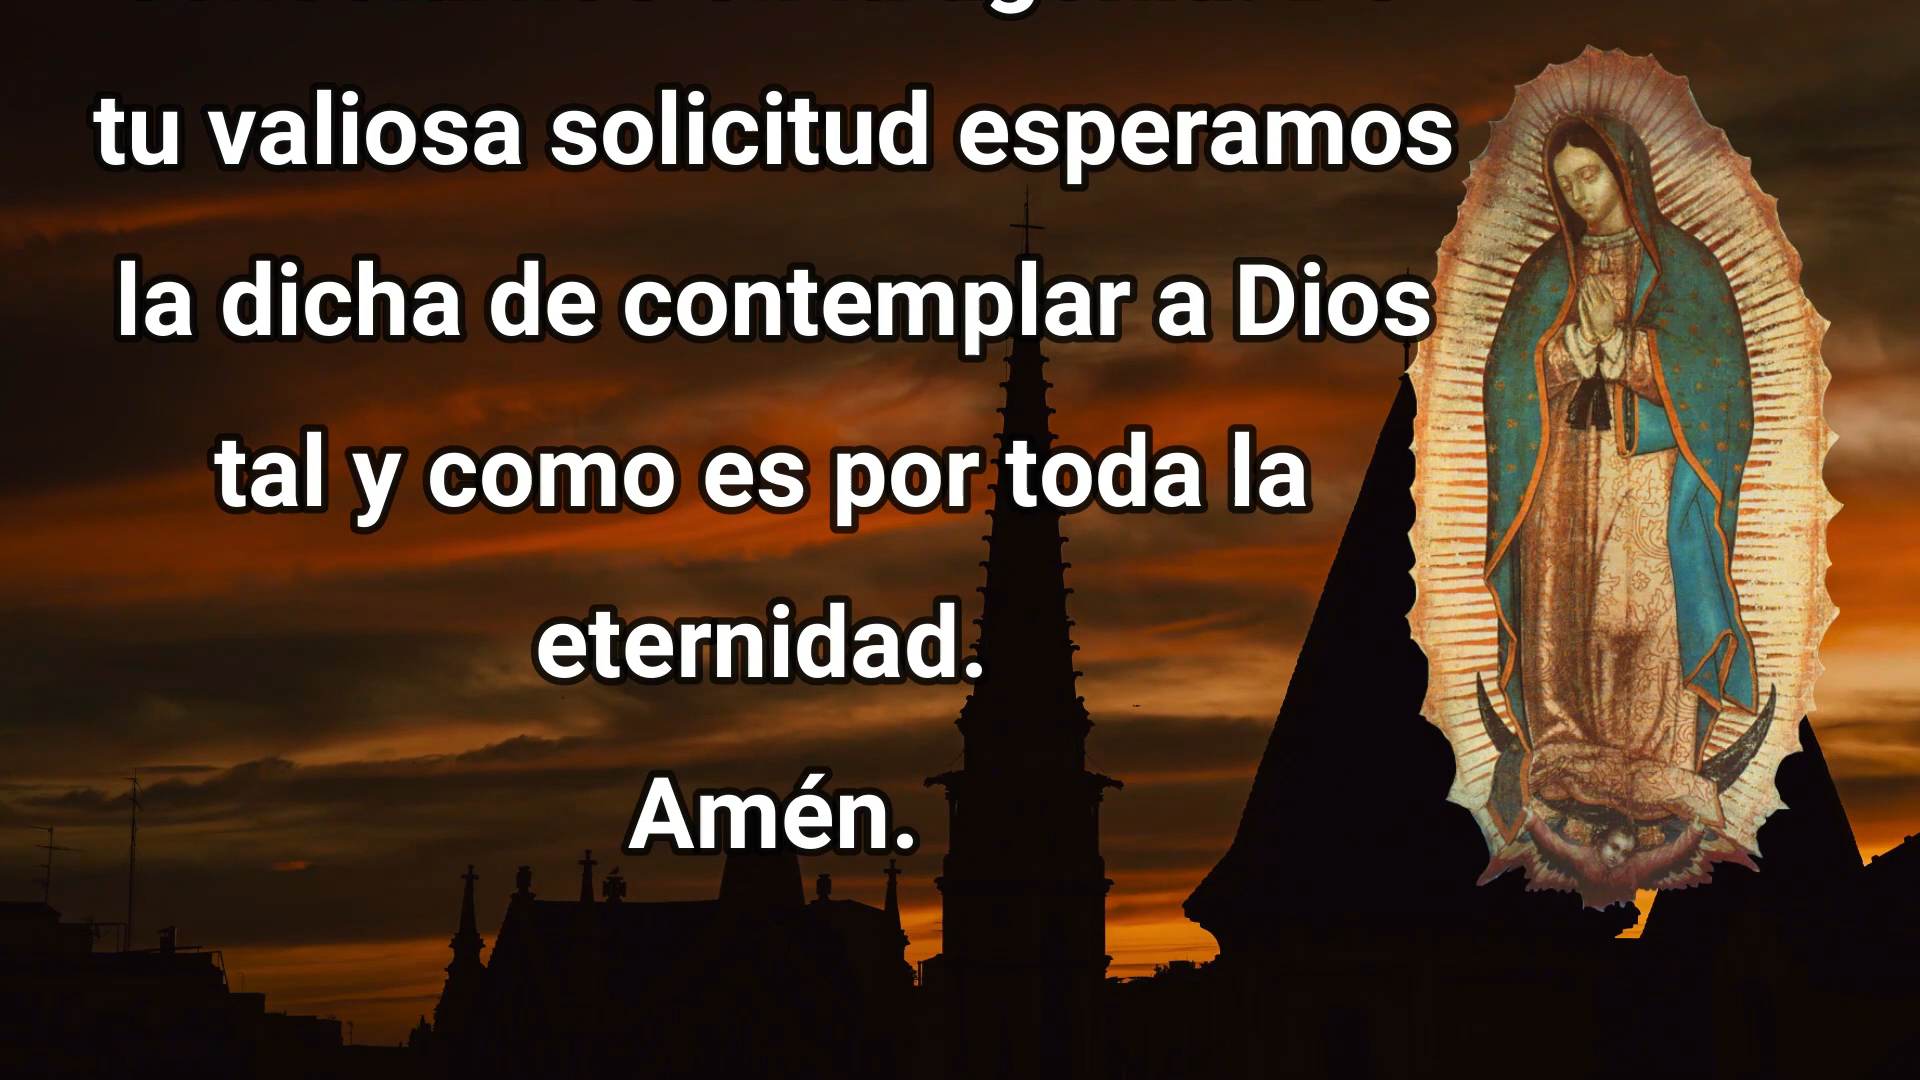 tu valiosa solicitud esperamos
la dicha de contemplar a Dios
tal y como es por toda la
eternidad.
Amén.